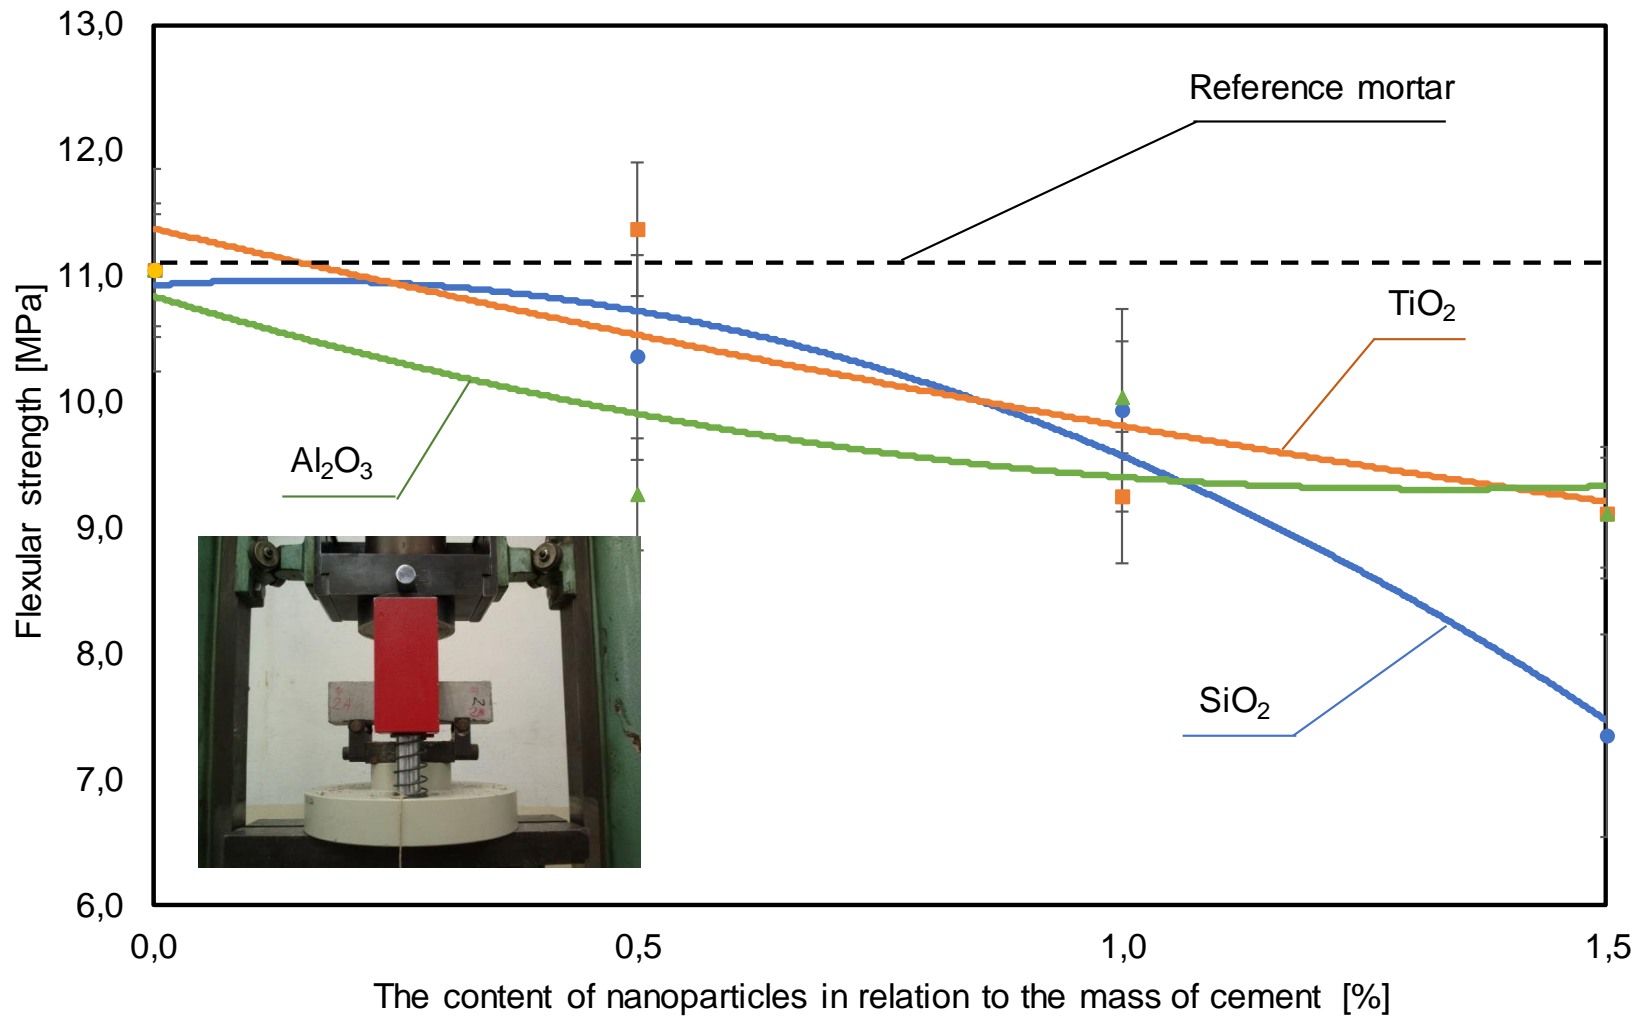 13,0
12,0
11,0
10,0
9,0
8,0
7,0
6,0
Flexular strength [MPa]
Reference mortar
TiO₂
Al₂O₃
SiO₂
2A
0,0
0,5
1,0
1,5
The content of nanoparticles in relation to the mass of cement [%]